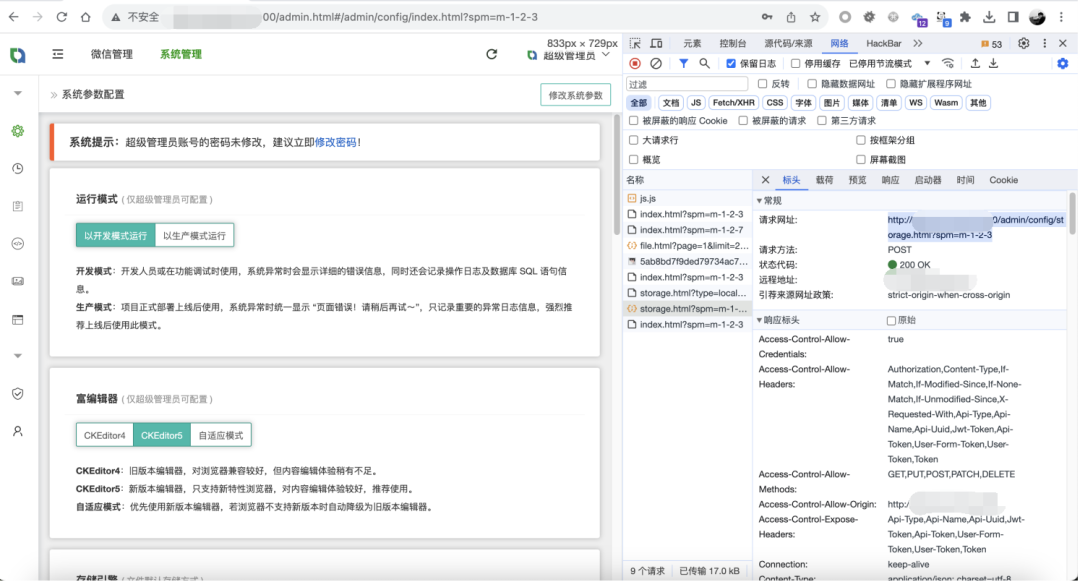 不安全
00/admin.html#/admin/config/index.html?spm=m-1-2-3
12
9
微信管理
系统管理
833px × 729px
超级管理员
元素
控制台
源代码/来源
网络
HackBar
53
保留日志
停用缓存
已停用节流模式
过滤
反转
隐藏数据网址
隐藏扩展程序网址
全部
文档
JS
Fetch/XHR
CSS
字体
图片
媒体
清单
WS
Wasm
其他
被屏蔽的响应 Cookie
被屏蔽的请求
第三方请求
大请求行
按框架分组
概览
屏幕截图
» 系统参数配置
修改系统参数
系统提示：超级管理员账号的密码未修改，建议立即修改密码！
运行模式 ( 仅超级管理员可配置 )
以开发模式运行
以生产模式运行
开发模式：开发人员或在功能调试时使用，系统异常时会显示详细的错误信息，同时还会记录操作日志及数据库 SQL 语句信
息。
生产模式：项目正式部署上线后使用，系统异常时统一显示 “页面错误！请稍后再试～”，只记录重要的异常日志信息，强烈推
荐上线后使用此模式。
富编辑器 ( 仅超级管理员可配置 )
CKEditor4
CKEditor5
自适应模式
CKEditor4：旧版本编辑器，对浏览器兼容较好，但内容编辑体验稍有不足。
CKEditor5：新版本编辑器，只支持新特性浏览器，对内容编辑体验较好，推荐使用。
自适应模式：优先使用新版本编辑器，若浏览器不支持新版本时自动降级为旧版本编辑器。
存储引擎 ( 文件默认存储方式 )
名称
js.js
index.html?spm=m-1-2-3
index.html?spm=m-1-2-7
file.html?page=1&limit=2...
5ab8bd7f9ded79734ac7...
index.html?spm=m-1-2-3
storage.html?type=local...
storage.html?spm=m-1-...
index.html?spm=m-1-2-3
9 个请求
已传输 17.0 kB
标头
载荷
预览
响应
启动器
时间
Cookie
常规
请求网址:
http://
0/admin/config/st
orage.html?spm=m-1-2-3
请求方法:
POST
状态代码:
200 OK
远程地址:
引荐来源网址政策:
strict-origin-when-cross-origin
响应标头
原始
Access-Control-Allow-
Credentials:
true
Access-Control-Allow-
Headers:
Authorization,Content-Type,If-
Match,If-Modified-Since,If-None-
Match,If-Unmodified-Since,X-
Requested-With,Api-Type,Api-
Name,Api-Uuid,Jwt-Token,Api-
Token,User-Form-Token,User-
Token,Token
Access-Control-Allow-
Methods:
GET,PUT,POST,PATCH,DELETE
Access-Control-Allow-Origin:
http:/
Access-Control-Expose-
Headers:
Api-Type,Api-Name,Api-Uuid,Jwt-
Token,Api-Token,User-Form-
Token,User-Token,Token
Connection:
keep-alive
Content-Type:
application/json; charset=utf-8